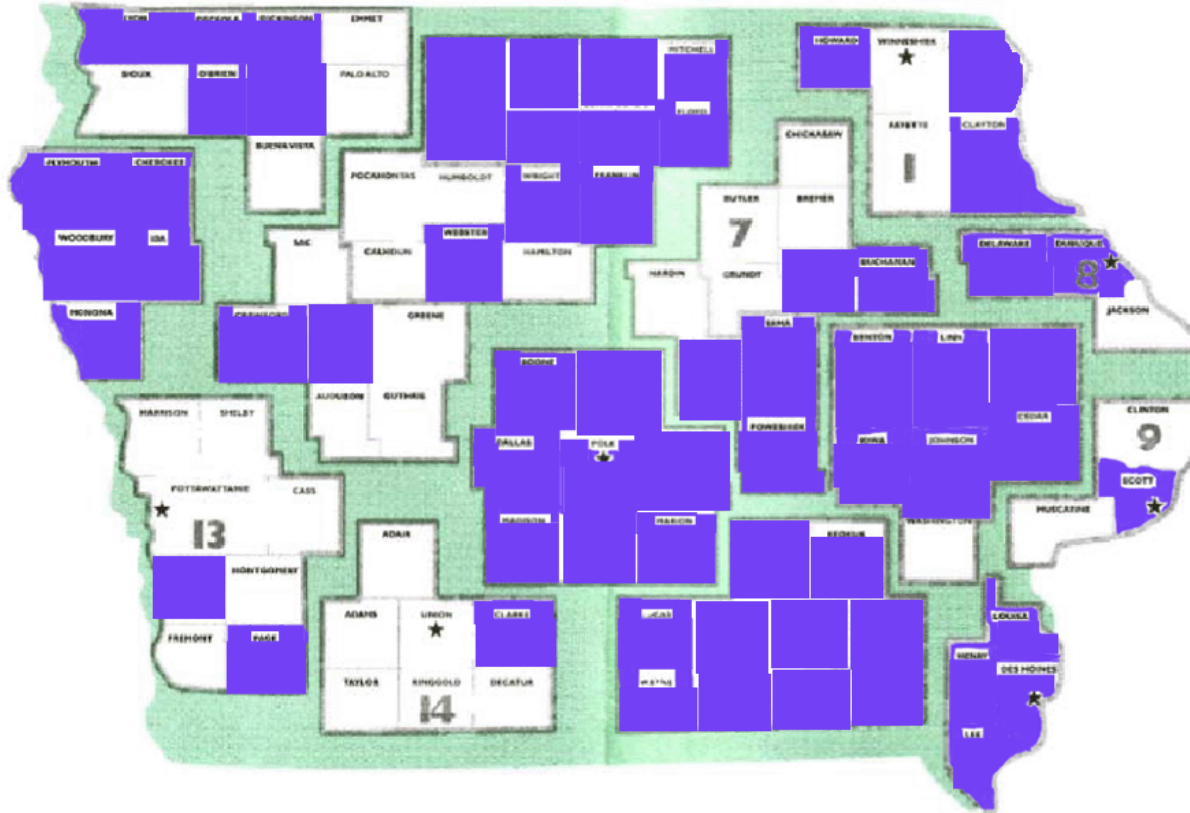 EMMET
SIOUX
O'BRIEN
PALO ALTO
BUENA VISTA
MITCHELL
FLOYD
HOWARD
WINNESHIEK
FAYETTE
CLAYTON
1
CHICKASAW
BUTLER
BREMER
7
HARDIN
GRUNDY
BUCHANAN
PLYMOUTH
CHEROKEE
WOODBURY
IDA
MONONA
POCAHONTAS
HUMBOLDT
WRIGHT
FRANKLIN
SAC
CALHOUN
WEBSTER
HAMILTON
CRAWFORD
GREENE
AUDUBON
GUTHRIE
DELAWARE
DUBUQUE
8
JACKSON
BOONE
TAMA
BENTON
LINN
DALLAS
POLK
POWESHIEK
IOWA
JOHNSON
CEDAR
CLINTON
9
SCOTT
MUSCATINE
HARRISON
SHELBY
POTTAWATTAMIE
CASS
13
MONTGOMERY
FREMONT
PAGE
MADISON
MARION
KEOKUK
WASHINGTON
ADAIR
ADAMS
UNION
CLARKE
LUCAS
TAYLOR
RINGGOLD
DECATUR
14
WAYNE
LOUISA
HENRY
DES MOINES
LEE